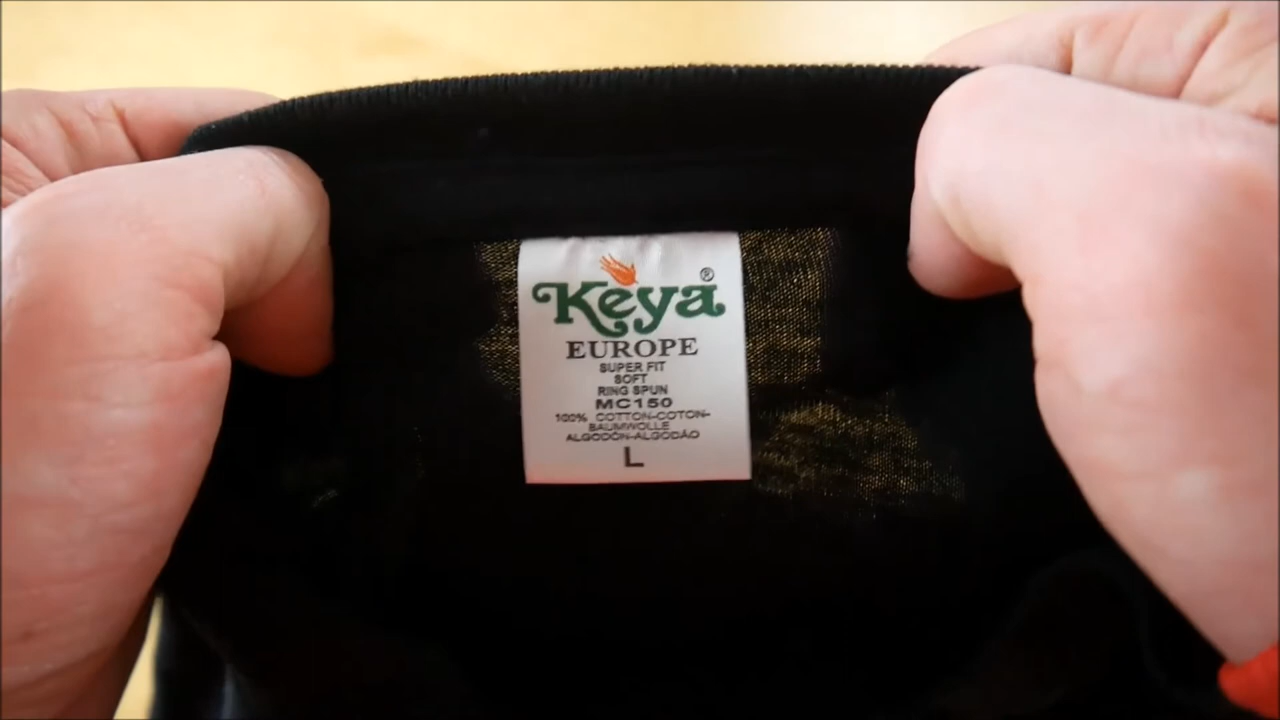 Keya®
EUROPE
SUPER FIT
SOFT
RING SPUN
MC150
100% COTTON-COTON-
BAUMWOLLE
ALGODÓN-ALGODÃO
L